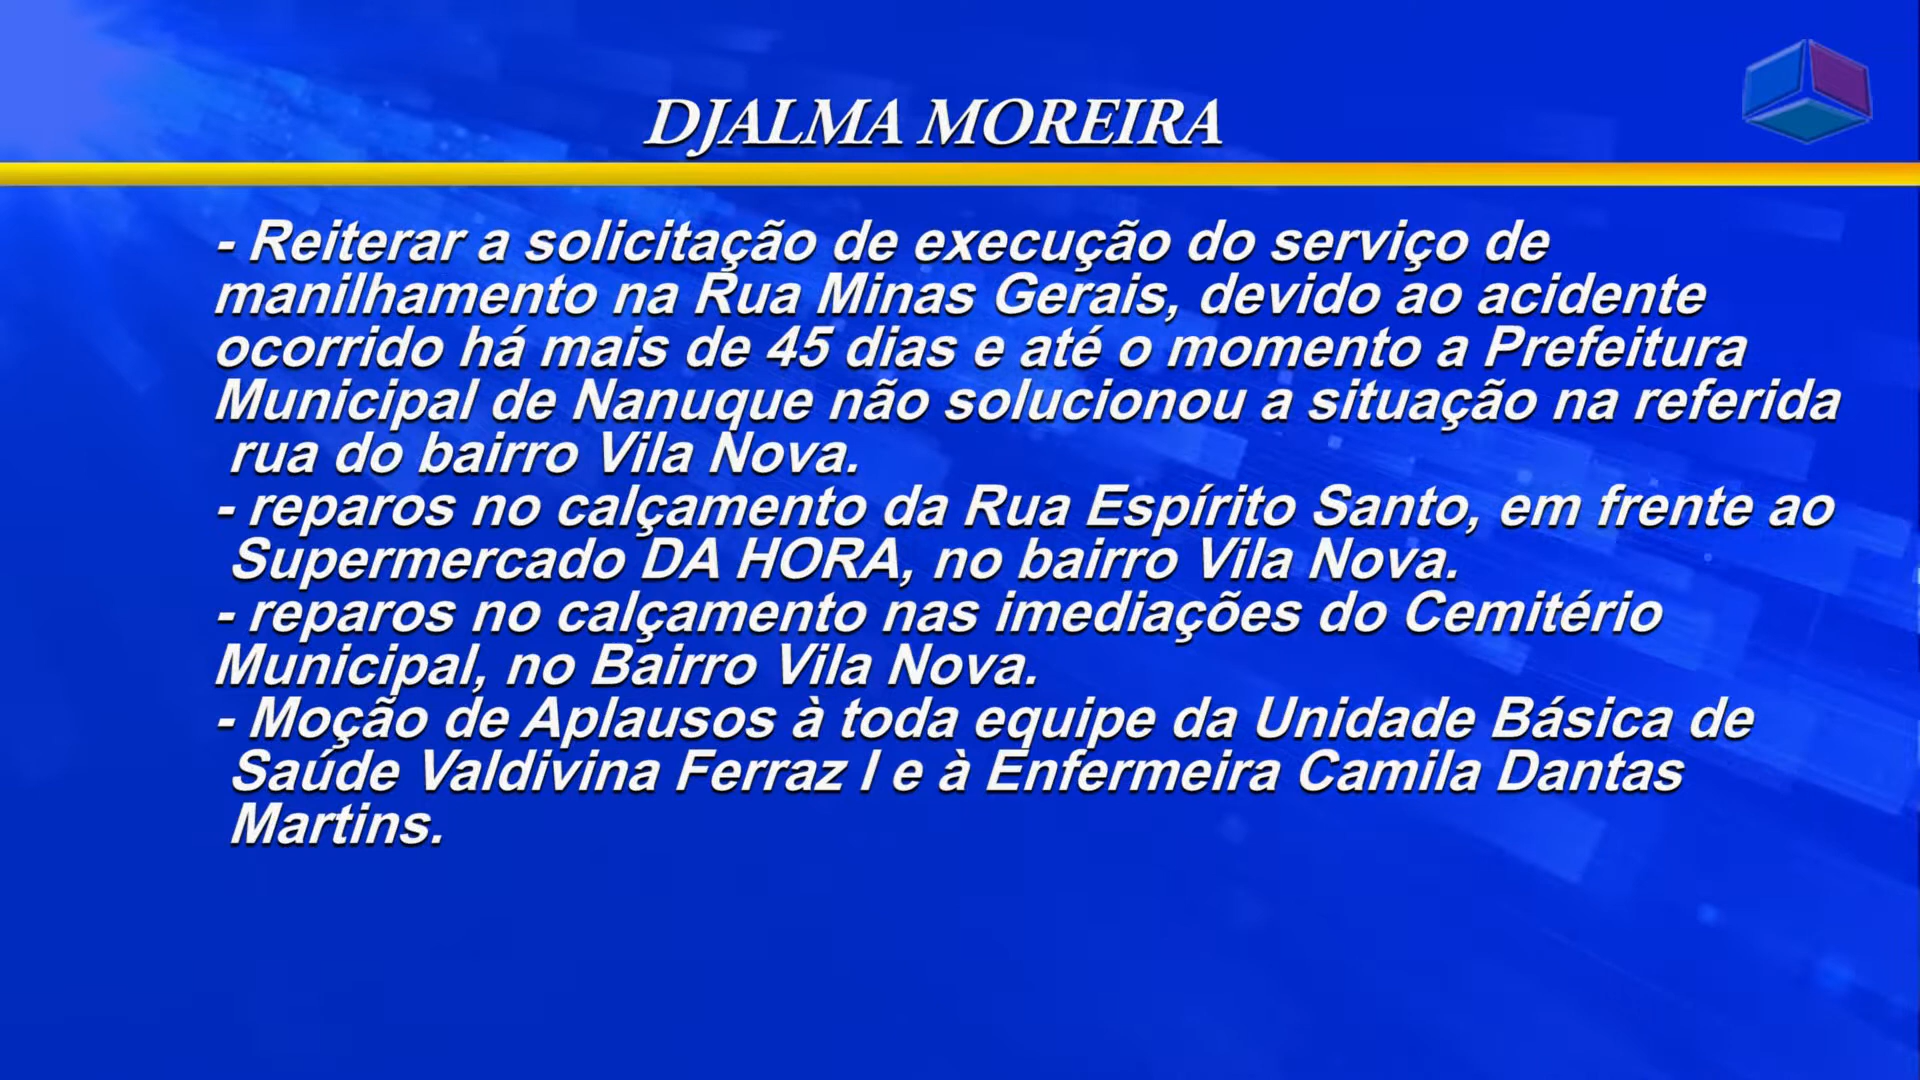 DJALMA MOREIRA
- Reiterar a solicitação de execução do serviço de
manilhamento na Rua Minas Gerais, devido ao acidente
ocorrido há mais de 45 dias e até o momento a Prefeitura
Municipal de Nanuque não solucionou a situação na referida
rua do bairro Vila Nova.
- reparos no calçamento da Rua Espírito Santo, em frente ao
Supermercado DA HORA, no bairro Vila Nova.
- reparos no calçamento nas imediações do Cemitério
Municipal, no Bairro Vila Nova.
- Moção de Aplausos à toda equipe da Unidade Básica de
Saúde Valdivina Ferraz I e à Enfermeira Camila Dantas
Martins.